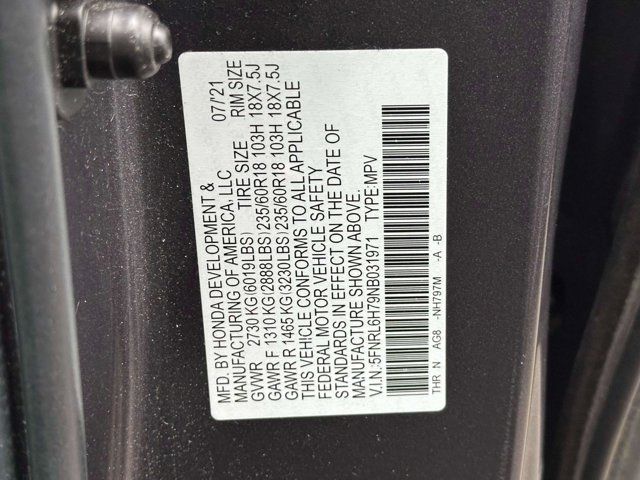 MFD. BY HONDA DEVELOPMENT & 07/'21
MANUFACTURING OF AMERICA, LLC
GVWR 2730 KG(6019LBS) TIRE SIZE RIM SIZE
GAWR F 1310 KG(2888LBS)235/60R18 103H 18X7.5J
GAWR R 1465 KG(3230LBS)235/60R18 103H 18X7.5J
THIS VEHICLE CONFORMS TO ALL APPLICABLE
FEDERAL MOTOR VEHICLE SAFETY
STANDARDS IN EFFECT ON THE DATE OF
MANUFACTURE SHOWN ABOVE.
V.I.N.:5FNRL6H79NB031971 TYPE:MPV
THR N AG8 -NH797M -A -B